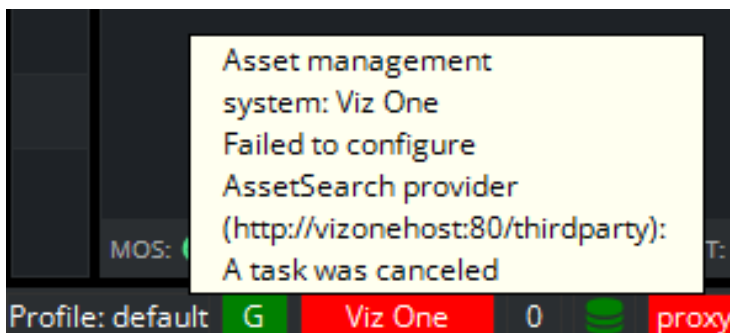 Asset management
system: Viz One
Failed to configure
AssetSearch provider
(http://vizonehost:80/thirdparty):
MOS: T:
A task was canceled
Profile: default G Viz One 0 proxy